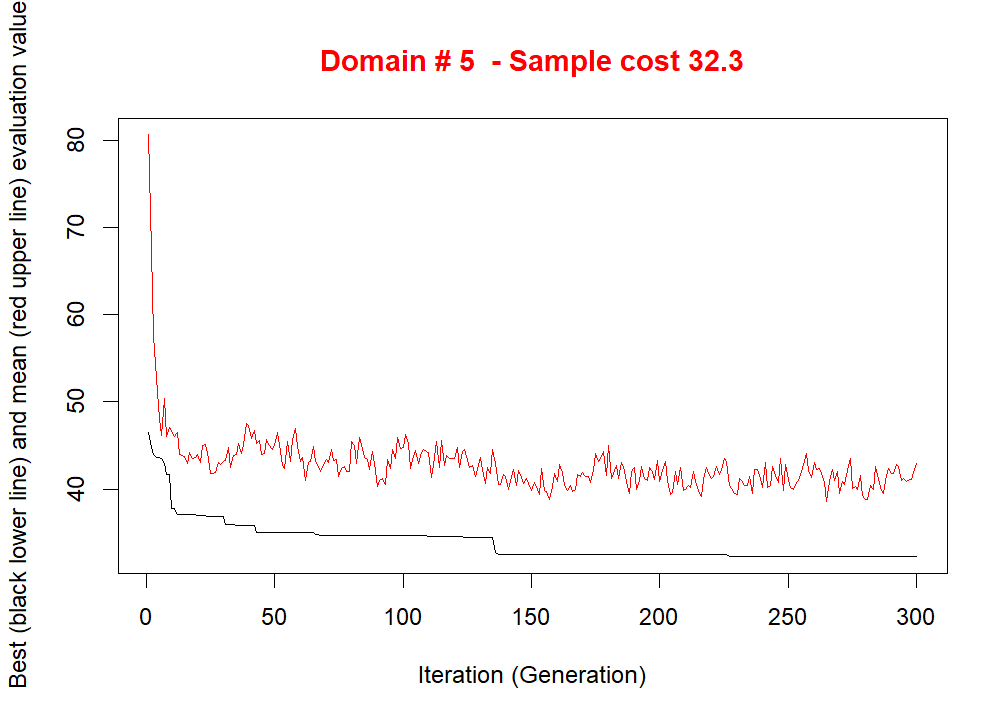 Domain # 5  - Sample cost 32.3
Best (black lower line) and mean (red upper line) evaluation value
80
70
60
50
40
0 50 100 150 200 250 300
Iteration (Generation)